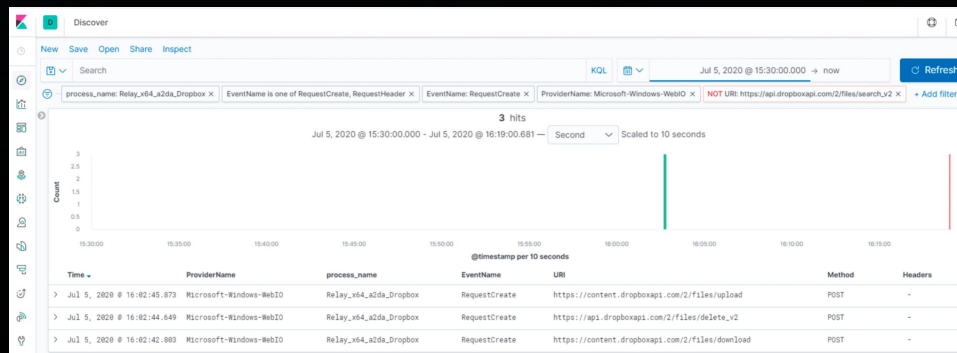 D Discover
New Save Open Share Inspect
Search KQL Jul 5, 2020 @ 15:30:00.000 → now Refresh
process_name: Relay_x64_a2da_Dropbox × EventName is one of RequestCreate, RequestHeader × EventName: RequestCreate × ProviderName: Microsoft-Windows-WebIO × NOT URI: https://api.dropboxapi.com/2/files/search_v2 × + Add filter
3 hits
Jul 5, 2020 @ 15:30:00.000 - Jul 5, 2020 @ 16:19:00.681 — Second Scaled to 10 seconds
3
2.5
2
1.5
1
0.5
0
Count
15:30:00 15:35:00 15:40:00 15:45:00 15:50:00 15:55:00 16:00:00 16:05:00 16:10:00 16:15:00
@timestamp per 10 seconds
Time ProviderName process_name EventName URI Method Headers
> Jul 5, 2020 @ 16:02:45.873 Microsoft-Windows-WebIO Relay_x64_a2da_Dropbox RequestCreate https://content.dropboxapi.com/2/files/upload POST -
> Jul 5, 2020 @ 16:02:44.649 Microsoft-Windows-WebIO Relay_x64_a2da_Dropbox RequestCreate https://api.dropboxapi.com/2/files/delete_v2 POST -
> Jul 5, 2020 @ 16:02:42.803 Microsoft-Windows-WebIO Relay_x64_a2da_Dropbox RequestCreate https://content.dropboxapi.com/2/files/download POST -